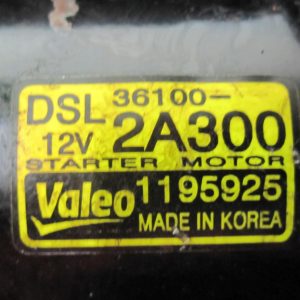 DSL 36100-
12V 2A300
STARTER MOTOR
Valeo 1195925
MADE IN KOREA